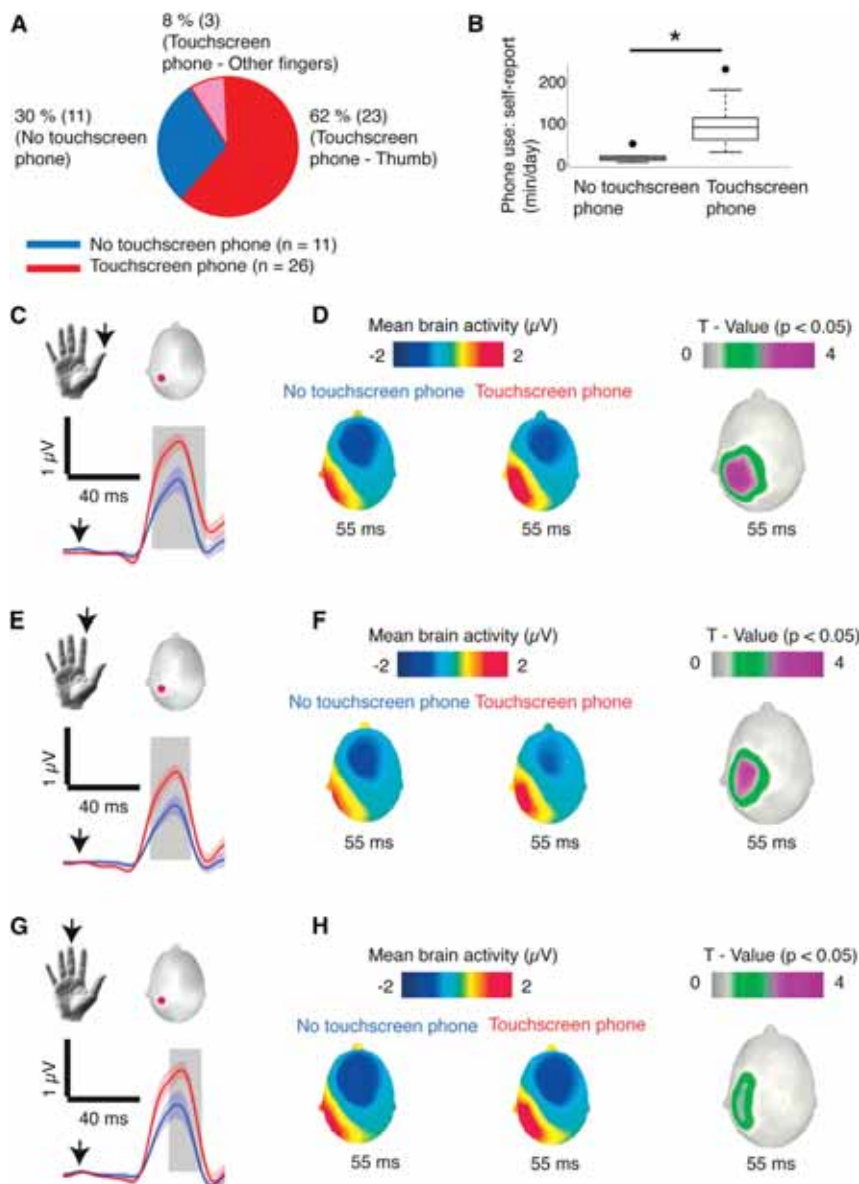 A
8 % (3)
(Touchscreen
phone - Other fingers)
30 % (11)
(No touchscreen
phone)
62 % (23)
(Touchscreen
phone - Thumb)
No touchscreen phone (n = 11)
Touchscreen phone (n = 26)
B
*
Phone use: self-report
(min/day)
200
100
0
No touchscreen
phone
Touchscreen
phone
C
1 µV
40 ms
D
Mean brain activity (µV)
-2 2
No touchscreen phone Touchscreen phone
55 ms 55 ms
T - Value (p < 0.05)
0 4
55 ms
E
1 µV
40 ms
F
Mean brain activity (µV)
-2 2
No touchscreen phone Touchscreen phone
55 ms 55 ms
T - Value (p < 0.05)
0 4
55 ms
G
1 µV
40 ms
H
Mean brain activity (µV)
-2 2
No touchscreen phone Touchscreen phone
55 ms 55 ms
T - Value (p < 0.05)
0 4
55 ms